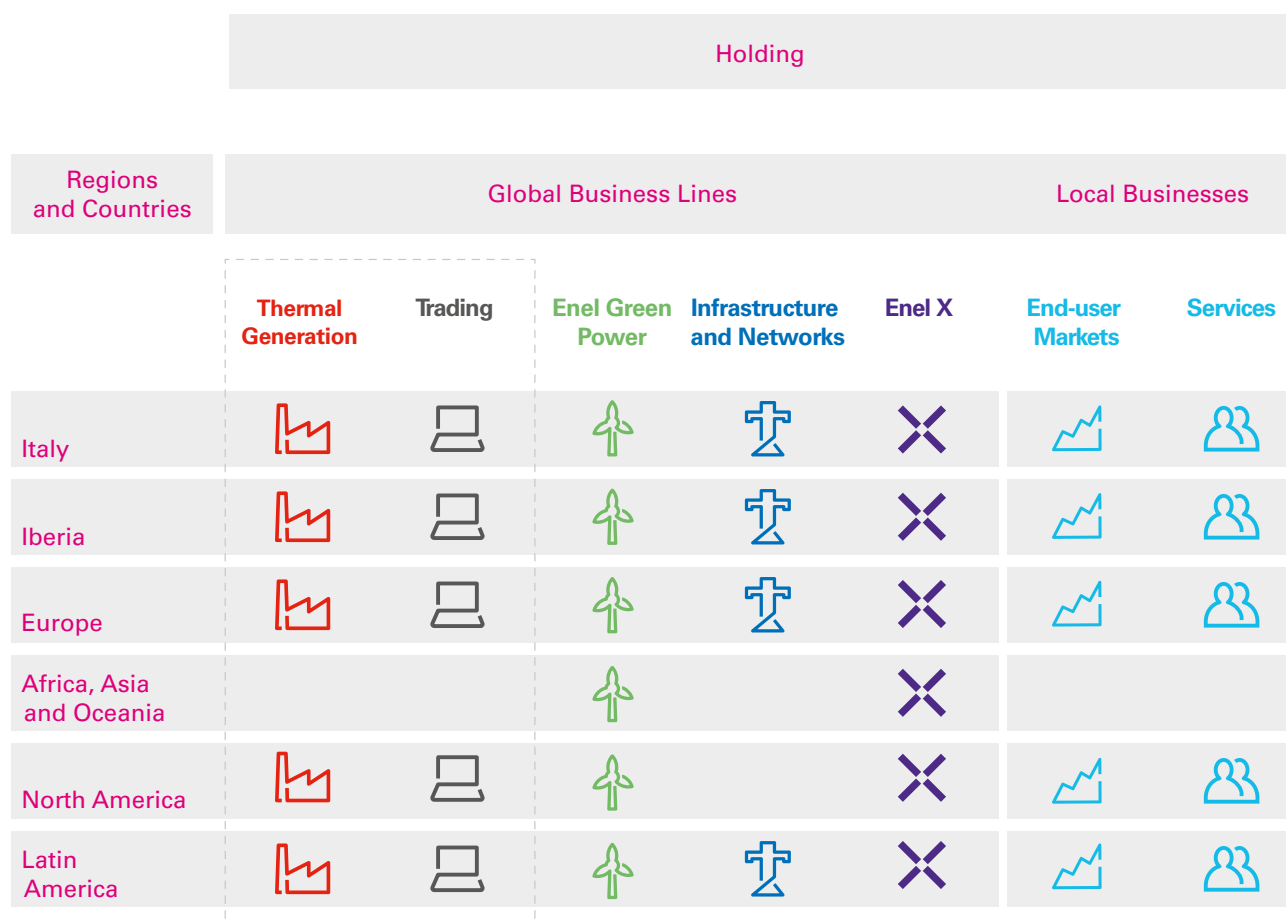 Holding
Regions
and Countries
Global Business Lines
Local Businesses
Thermal
Generation
Trading
Enel Green
Power
Infrastructure
and Networks
Enel X
End-user
Markets
Services
Italy
Iberia
Europe
Africa, Asia
and Oceania
North America
Latin
America